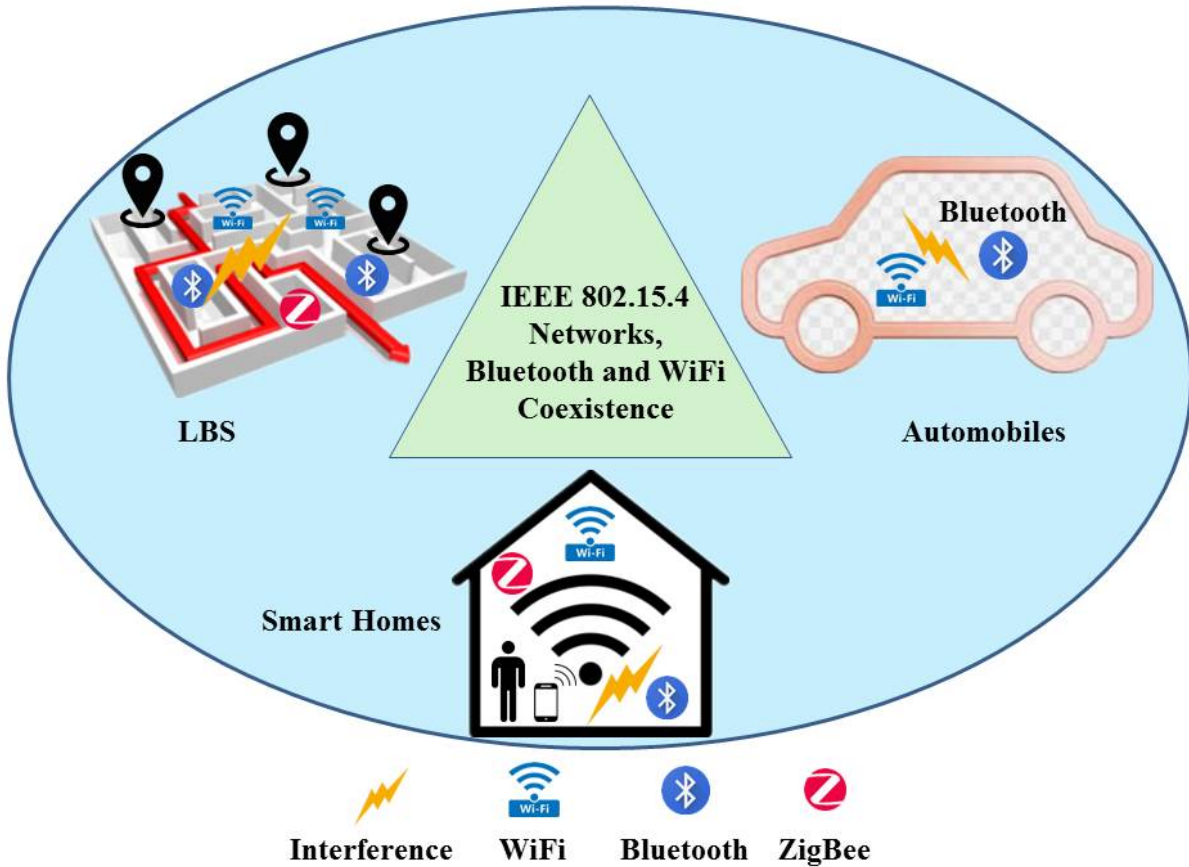 Wi-Fi
Wi-Fi
Bluetooth
Wi-Fi
IEEE 802.15.4
Networks,
Bluetooth and WiFi
Coexistence
LBS
Automobiles
Wi-Fi
Smart Homes
Wi-Fi
Interference
WiFi
Bluetooth
ZigBee